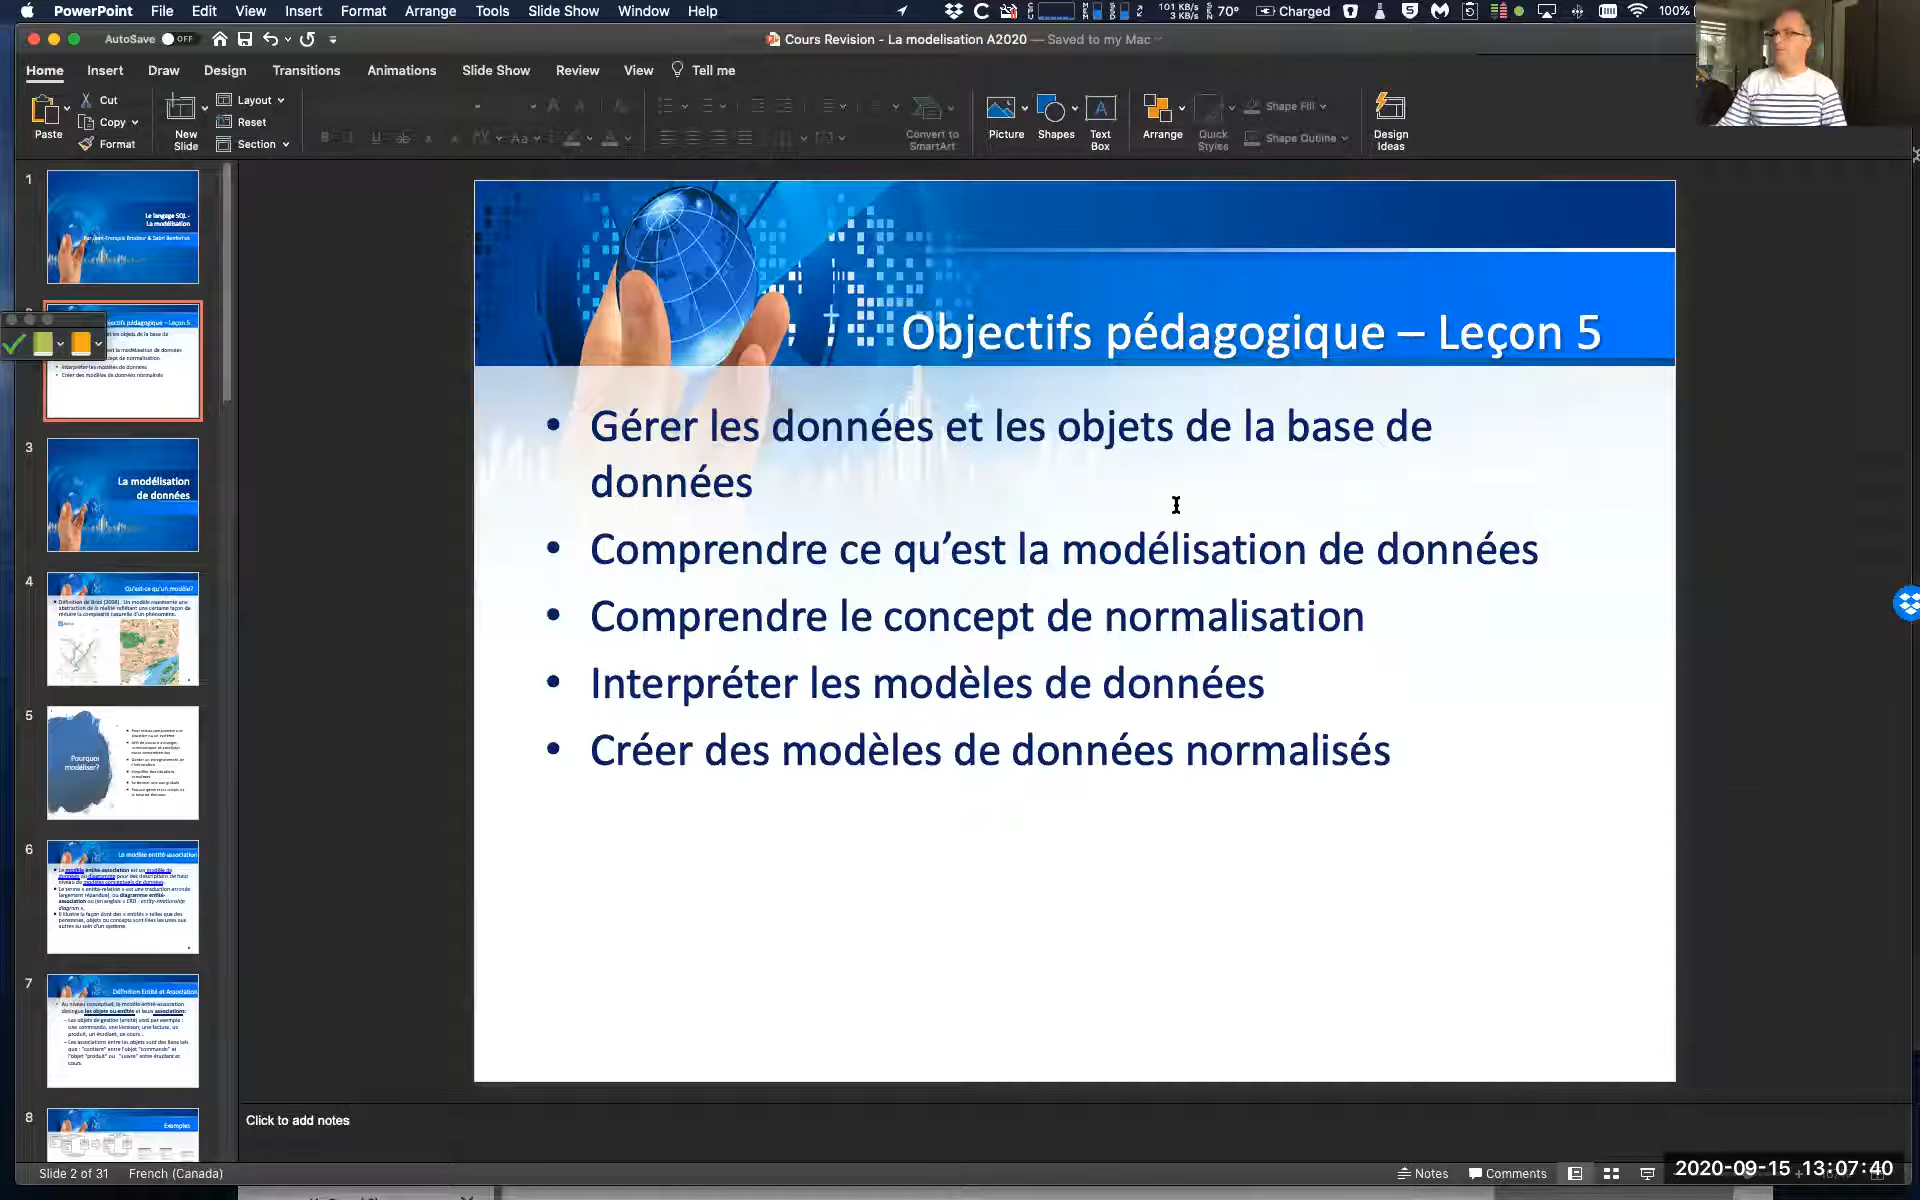 PowerPoint File Edit View Insert Format Arrange Tools Slide Show Window Help
101 KB/s
3 KB/s
70° Charged 100%
AutoSave OFF
Cours Revision - La modelisation A2020 — Saved to my Mac
Home Insert Draw Design Transitions Animations Slide Show Review View Tell me
Paste
Cut
Copy
Format
New Slide
Layout
Reset
Section
Convert to SmartArt
Picture
Shapes
Text Box
Arrange
Quick Styles
Shape Fill
Shape Outline
Design Ideas
1
Le langage SQL -
La modélisation
3
La modélisation
de données
4
Qu'est-ce qu'un modèle?
5
Pourquoi
modéliser?
6
Le modèle entité-association
7
Définition Entité et Association
8
Exemples
Objectifs pédagogique – Leçon 5
• Gérer les données et les objets de la base de
données
• Comprendre ce qu’est la modélisation de données
• Comprendre le concept de normalisation
• Interpréter les modèles de données
• Créer des modèles de données normalisés
Click to add notes
Slide 2 of 31 French (Canada)
Notes Comments
2020-09-15 13:07:40